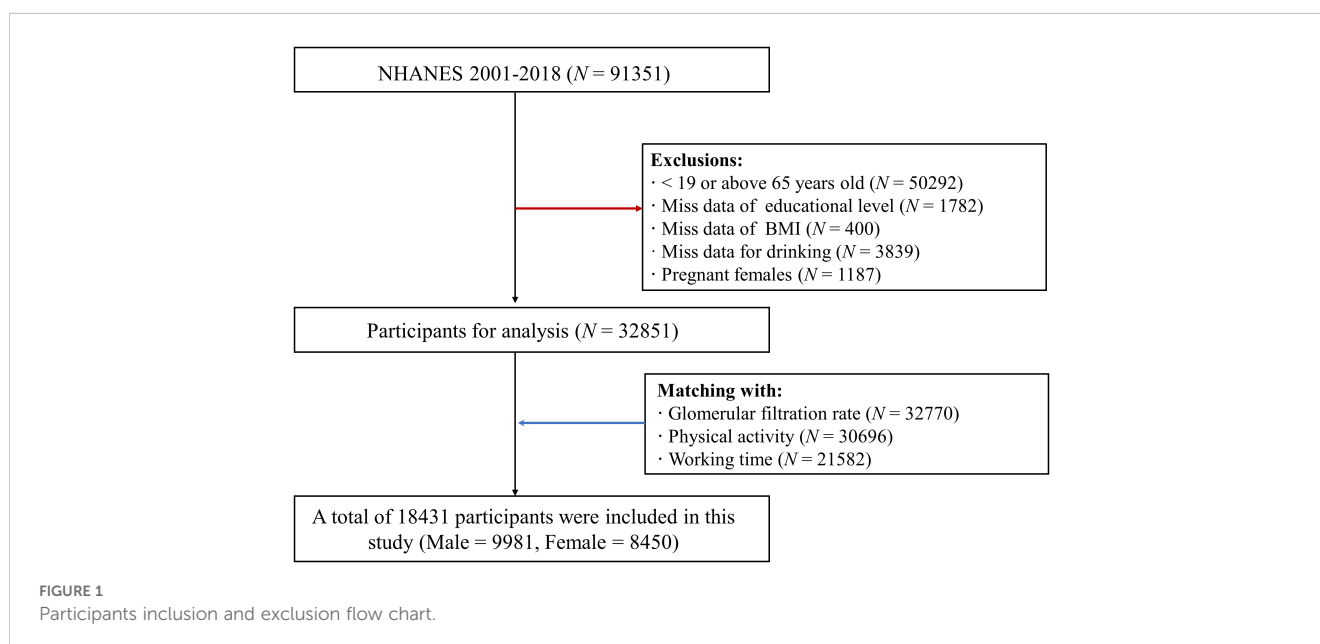 NHANES 2001-2018 (N = 91351)
Exclusions:
· < 19 or above 65 years old (N = 50292)
· Miss data of educational level (N = 1782)
· Miss data of BMI (N = 400)
· Miss data for drinking (N = 3839)
· Pregnant females (N = 1187)
Participants for analysis (N = 32851)
Matching with:
· Glomerular filtration rate (N = 32770)
· Physical activity (N = 30696)
· Working time (N = 21582)
A total of 18431 participants were included in this
study (Male = 9981, Female = 8450)
FIGURE 1
Participants inclusion and exclusion flow chart.